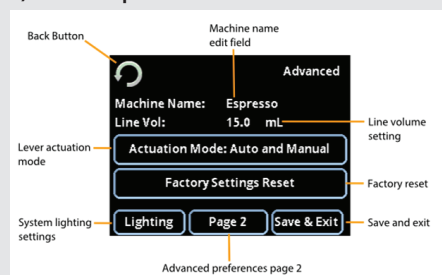 Machine name
edit field
Back Button
Advanced
Machine Name: Espresso
Line Vol: 15.0 mL
Line volume
setting
Lever actuation
mode
Actuation Mode: Auto and Manual
Factory Settings Reset
Factory reset
System lighting
settings
Lighting
Page 2
Save & Exit
Save and exit
Advanced preferences page 2